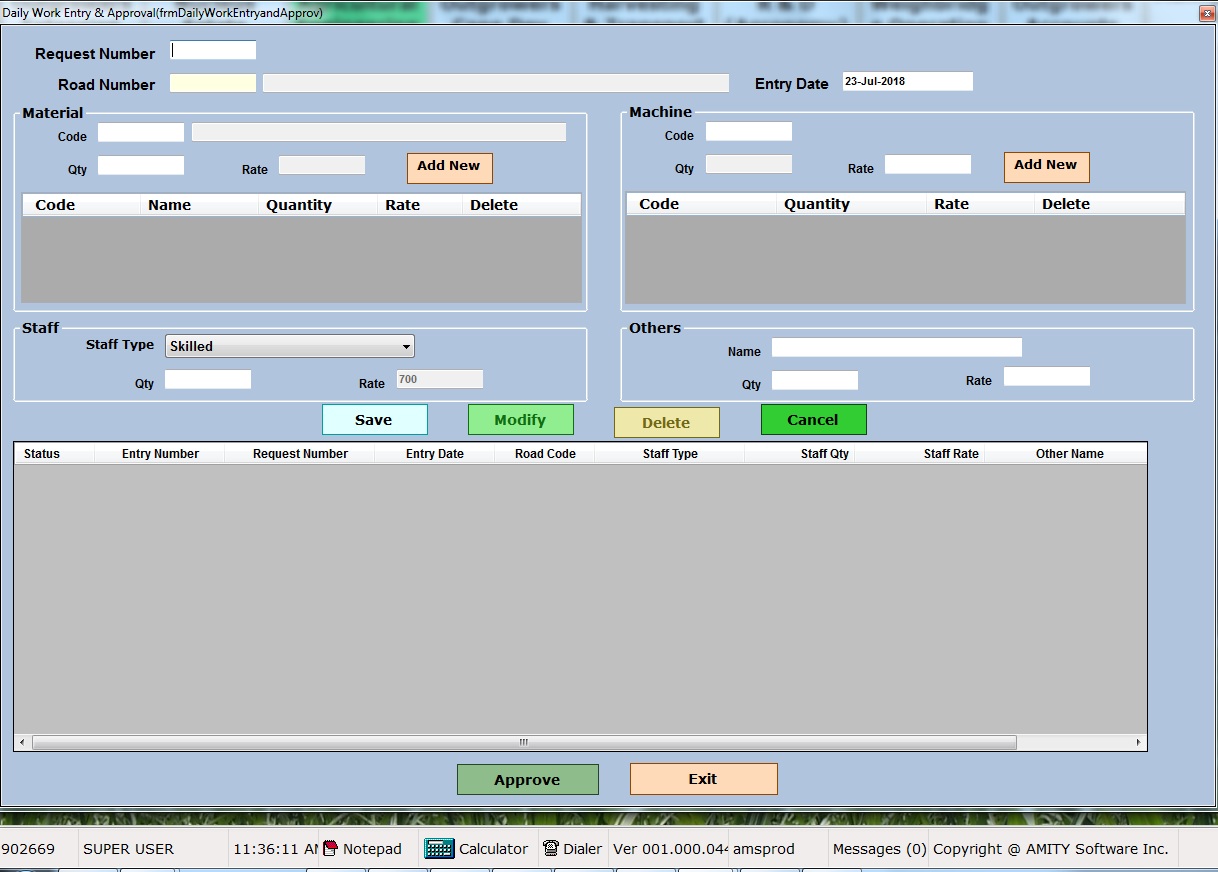 Daily Work Entry & Approval(frmDailyWorkEntryandApprov)
Request Number
Road Number
Entry Date 23-Jul-2018
Material
Code
Qty Rate Add New
Code Name Quantity Rate Delete
Machine
Code
Qty Rate Add New
Code Quantity Rate Delete
Staff
Staff Type Skilled
Qty Rate 700
Others
Name
Qty Rate
Save Modify Delete Cancel
Status Entry Number Request Number Entry Date Road Code Staff Type Staff Qty Staff Rate Other Name
Approve Exit
902669 SUPER USER 11:36:11 Notepad Calculator Dialer Ver 001.000.044 amsprod Messages (0) Copyright @ AMITY Software Inc.